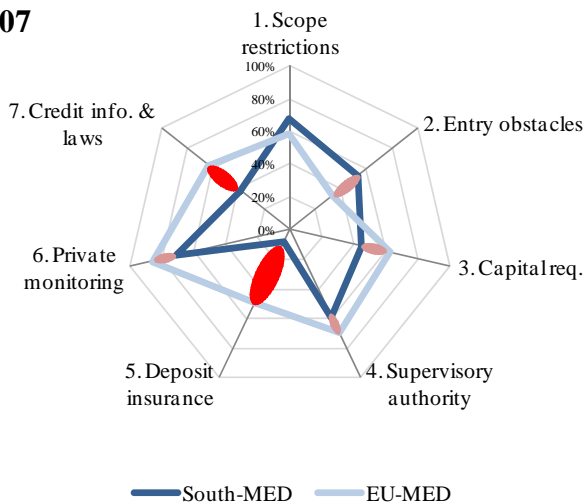 07
1. Scope
restrictions
100%
80%
60%
40%
20%
0%
2. Entry obstacles
3. Capital req.
4. Supervisory
authority
5. Deposit
insurance
6. Private
monitoring
7. Credit info. &
laws
South-MED
EU-MED